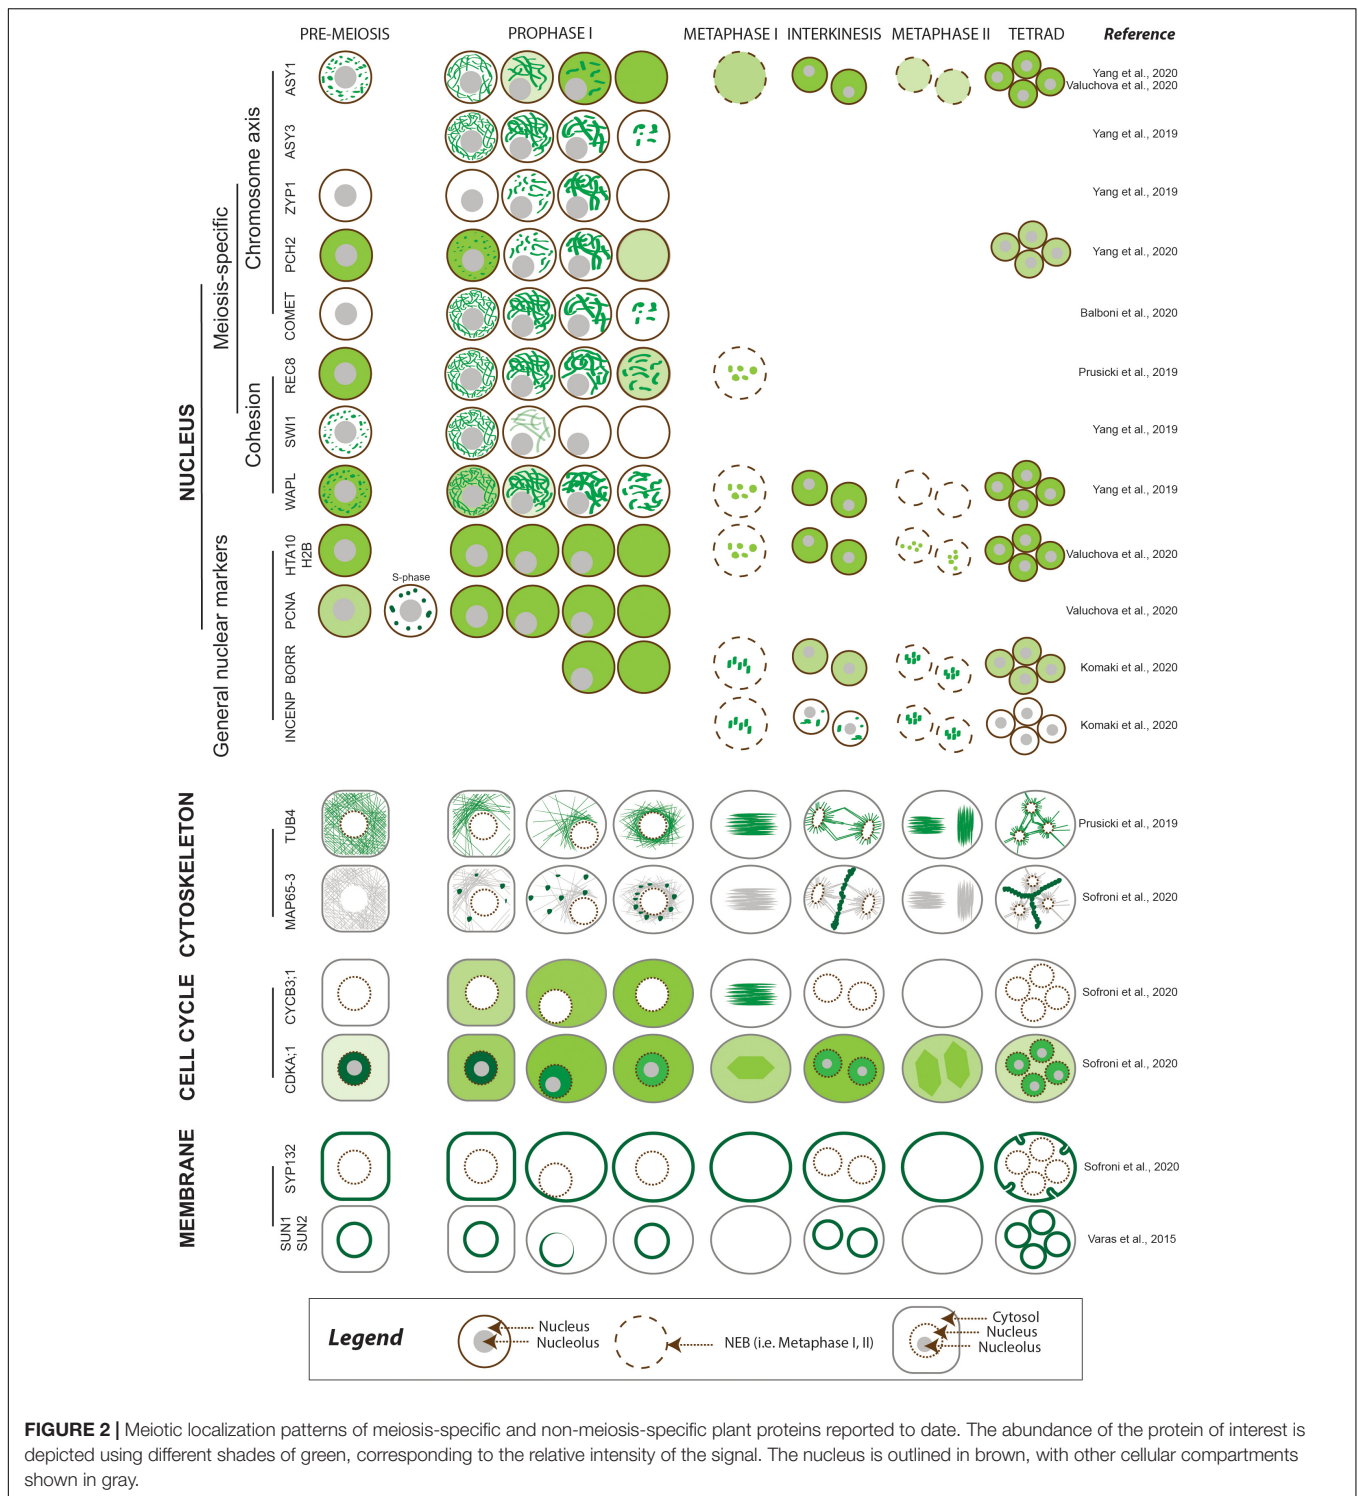 PRE-MEIOSIS PROPHASE I METAPHASE I INTERKINESIS METAPHASE II TETRAD Reference
NUCLEUS
Meiosis-specific
General nuclear markers
Chromosome axis
Cohesion
ASY1
Yang et al., 2020
Valuchova et al., 2020
ASY3
Yang et al., 2019
ZYP1
Yang et al., 2019
PCH2
Yang et al., 2020
COMET
Balboni et al., 2020
REC8
Prusicki et al., 2019
SWI1
Yang et al., 2019
WAPL
Yang et al., 2019
HTA10
H2B
Valuchova et al., 2020
PCNA
S-phase
Valuchova et al., 2020
BORR
Komaki et al., 2020
INCENP
Komaki et al., 2020
CYTOSKELETON
TUB4
Prusicki et al., 2019
MAP65-3
Sofroni et al., 2020
CELL CYCLE
CYCB3;1
Sofroni et al., 2020
CDKA;1
Sofroni et al., 2020
MEMBRANE
SYP132
Sofroni et al., 2020
SUN1
SUN2
Varas et al., 2015
Legend
Nucleus
Nucleolus
NEB (i.e. Metaphase I, II)
Cytosol
Nucleus
Nucleolus
FIGURE 2 | Meiotic localization patterns of meiosis-specific and non-meiosis-specific plant proteins reported to date. The abundance of the protein of interest is
depicted using different shades of green, corresponding to the relative intensity of the signal. The nucleus is outlined in brown, with other cellular compartments
shown in gray.